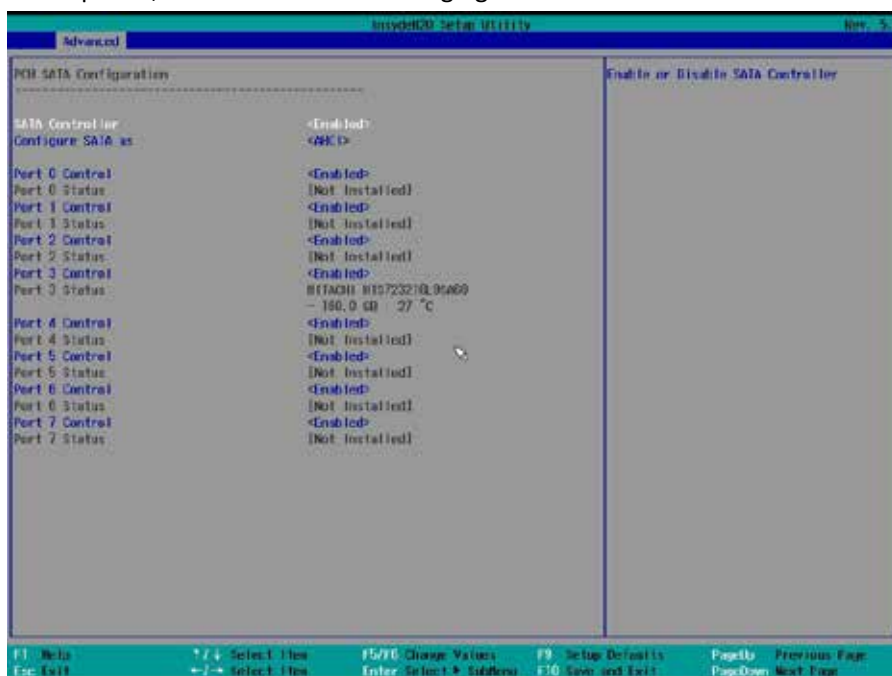 InsydeH20 Setup Utility Rev. 5.
Advanced
PCH SATA Configuration
Enable or Disable SATA Controller
SATA Controller <Enabled>
Configure SATA as <AHCI>
Port 0 Control <Enabled>
Port 0 Status [Not Installed]
Port 1 Control <Enabled>
Port 1 Status [Not Installed]
Port 2 Control <Enabled>
Port 2 Status [Not Installed]
Port 3 Control <Enabled>
Port 3 Status HITACHI
- 160.0 GB 27 °C
Port 4 Control <Enabled>
Port 4 Status [Not Installed]
Port 5 Control <Enabled>
Port 5 Status [Not Installed]
Port 6 Control <Enabled>
Port 6 Status [Not Installed]
Port 7 Control <Enabled>
Port 7 Status [Not Installed]
F1 Help ↑/↓ Select Item F5/F6 Change Values F9 Setup Defaults PageUp Previous Page
Esc Exit ←/→ Select Item Enter Select ▶ SubMenu F10 Save and Exit PageDown Next Page